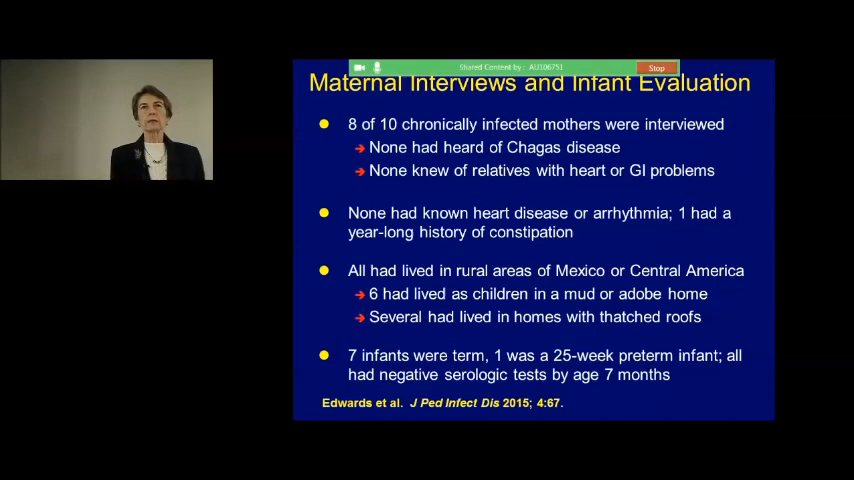 Shared Content by: AU106751
Stop
Maternal Interviews and Infant Evaluation
8 of 10 chronically infected mothers were interviewed
None had heard of Chagas disease
None knew of relatives with heart or GI problems
None had known heart disease or arrhythmia; 1 had a
year-long history of constipation
All had lived in rural areas of Mexico or Central America
6 had lived as children in a mud or adobe home
Several had lived in homes with thatched roofs
7 infants were term, 1 was a 25-week preterm infant; all
had negative serologic tests by age 7 months
Edwards et al. J Ped Infect Dis 2015; 4:67.